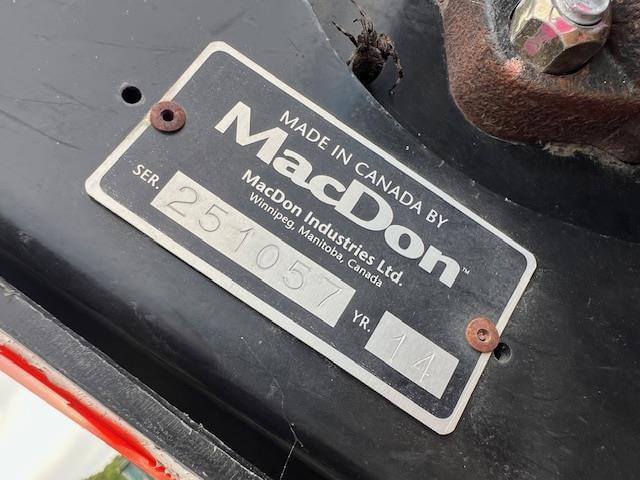 MADE IN CANADA BY
MacDon™
MacDon Industries Ltd.
Winnipeg, Manitoba, Canada
SER. 251057 YR. 14